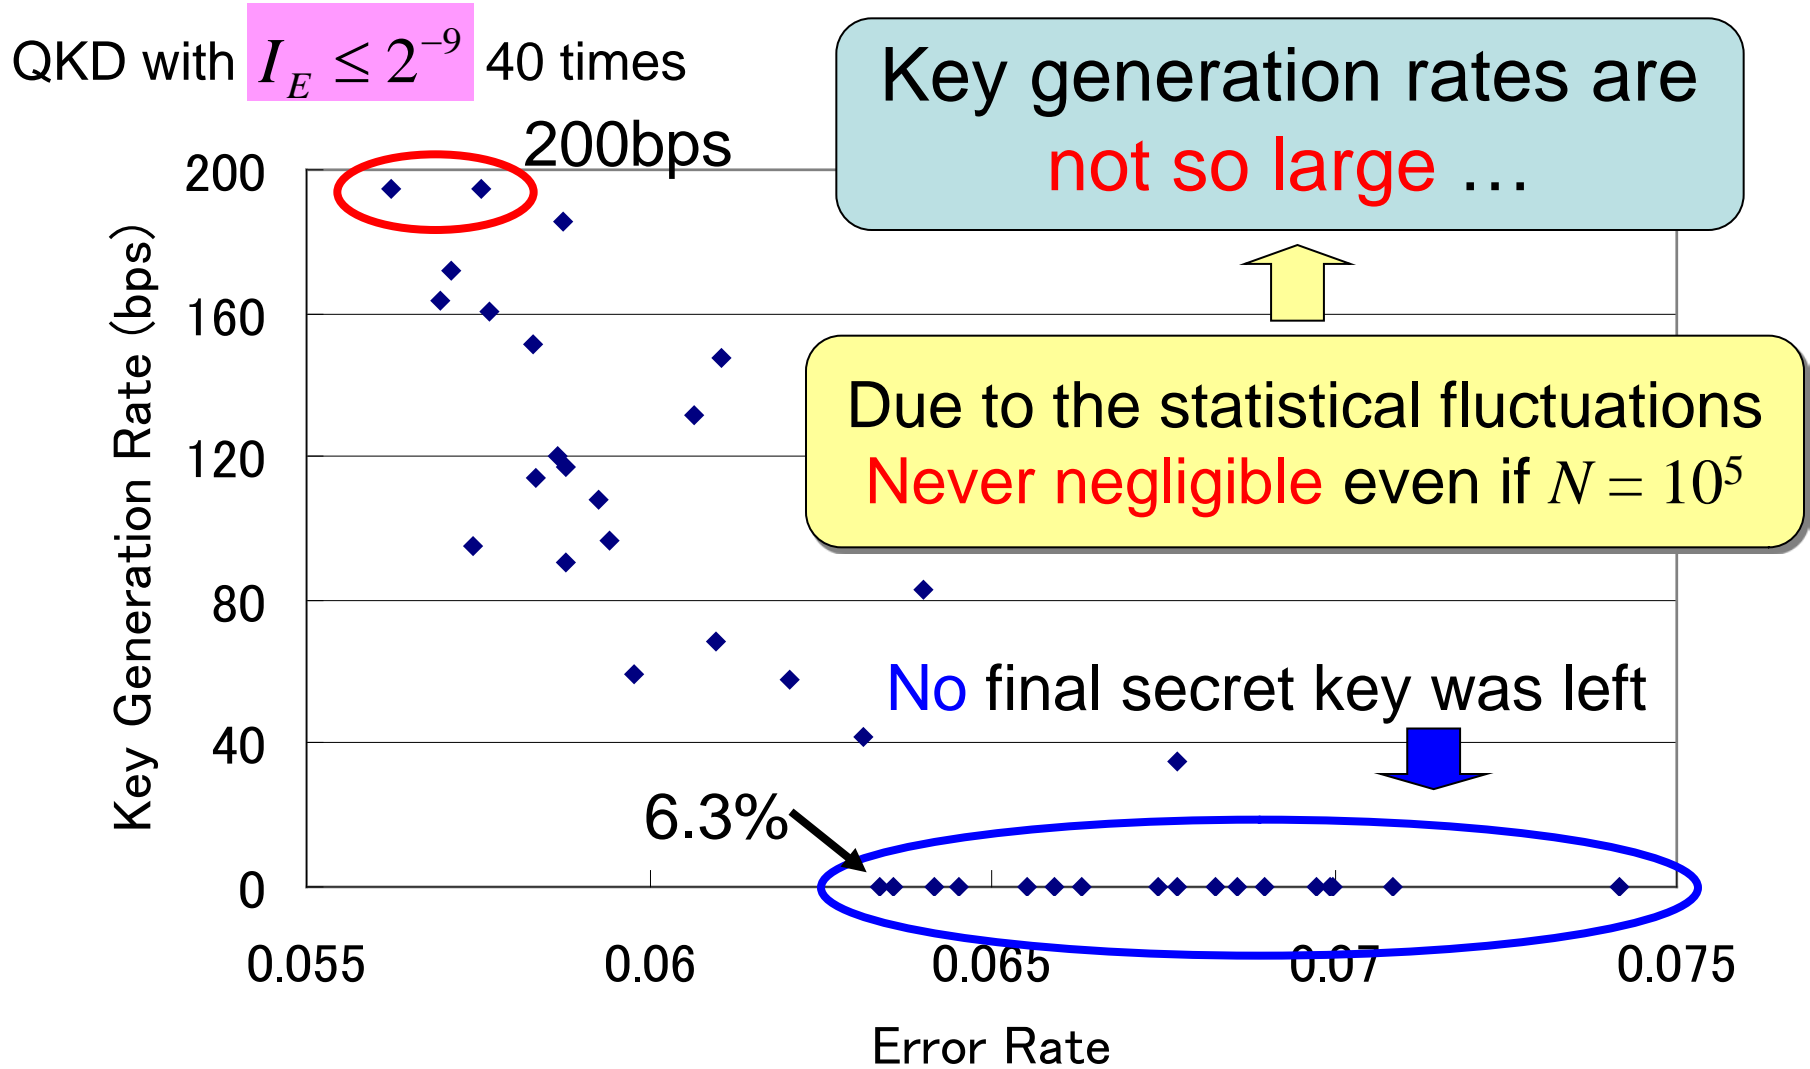 QKD with I_E ≤ 2^−9 40 times
Key generation rates are
not so large …
200bps
Due to the statistical fluctuations
Never negligible even if N = 10^5
No final secret key was left
6.3%
Key Generation Rate (bps)
200
160
120
80
40
0
0.055 0.06 0.065 0.07 0.075
Error Rate